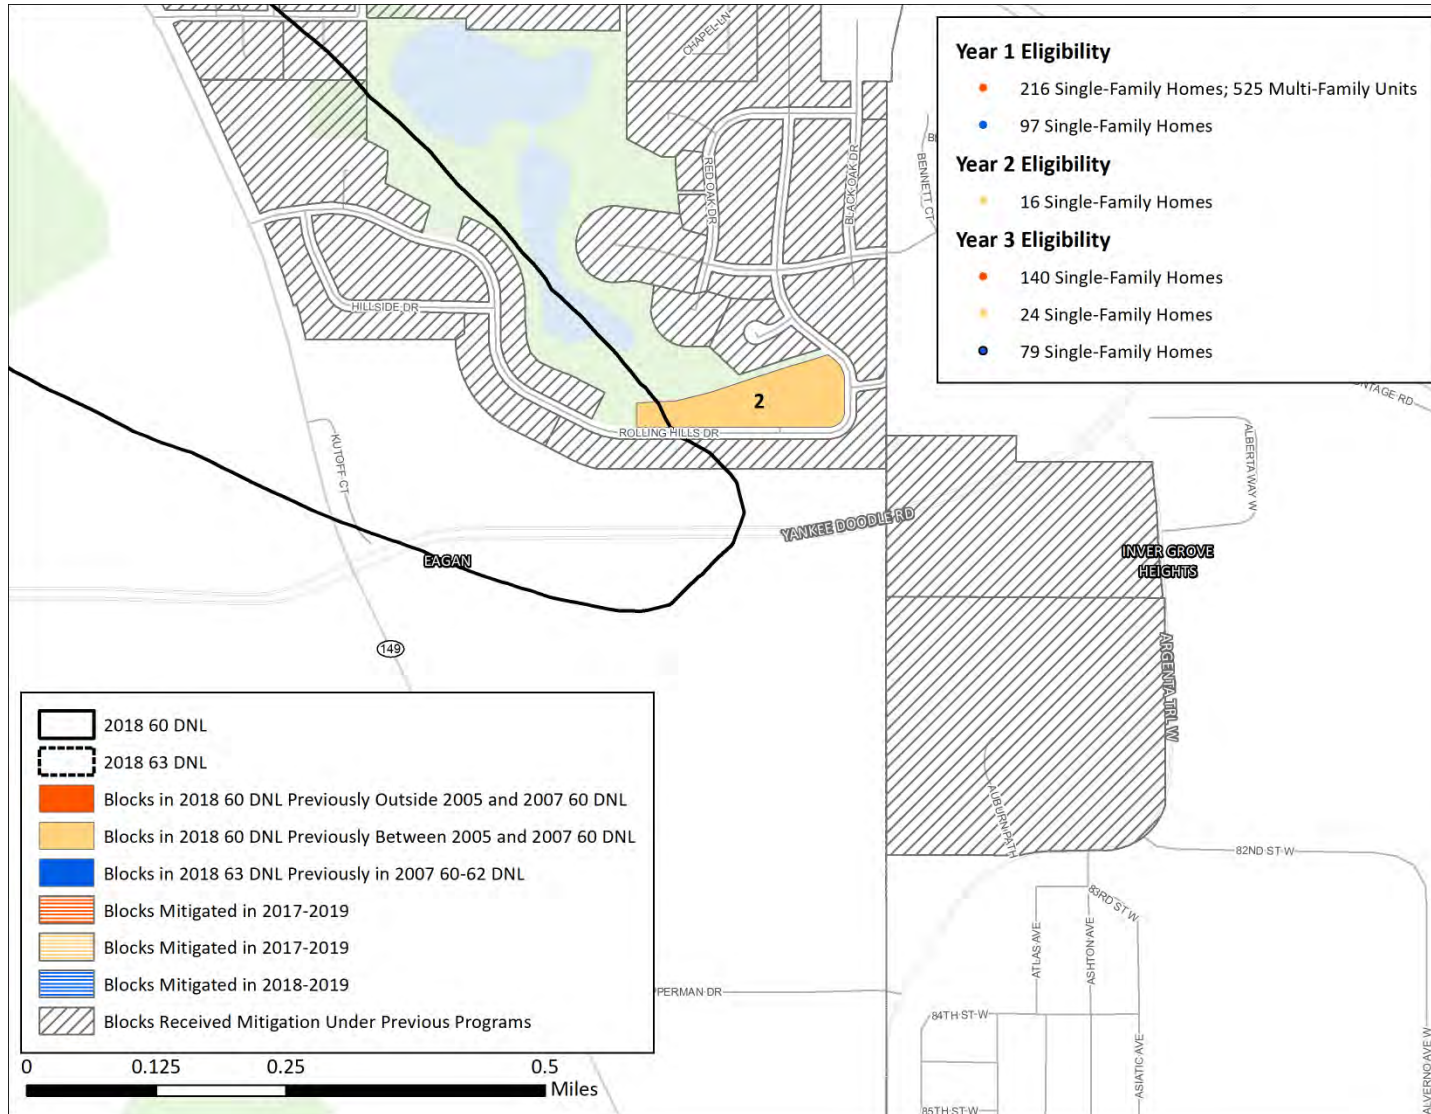 CHAPEL LN
Year 1 Eligibility
216 Single-Family Homes; 525 Multi-Family Units
97 Single-Family Homes
Year 2 Eligibility
16 Single-Family Homes
Year 3 Eligibility
140 Single-Family Homes
24 Single-Family Homes
79 Single-Family Homes
RED OAK DR
BLACK OAK DR
BENNETT CT
HILLSIDE DR
2
ROLLING HILLS DR
KUTOFF CT
YANKEE DOODLE RD
ALBERTA WAY W
EAGAN
INVER GROVE
HEIGHTS
149
ARGENTA TRL W
AUBURN PATH
82ND ST W
83RD ST W
ATLAS AVE
ASHTON AVE
84TH ST W
ASIATIC AVE
85TH ST W
ALVERNO AVE W
PERMAN DR
2018 60 DNL
2018 63 DNL
Blocks in 2018 60 DNL Previously Outside 2005 and 2007 60 DNL
Blocks in 2018 60 DNL Previously Between 2005 and 2007 60 DNL
Blocks in 2018 63 DNL Previously in 2007 60-62 DNL
Blocks Mitigated in 2017-2019
Blocks Mitigated in 2017-2019
Blocks Mitigated in 2018-2019
Blocks Received Mitigation Under Previous Programs
0 0.125 0.25 0.5
Miles